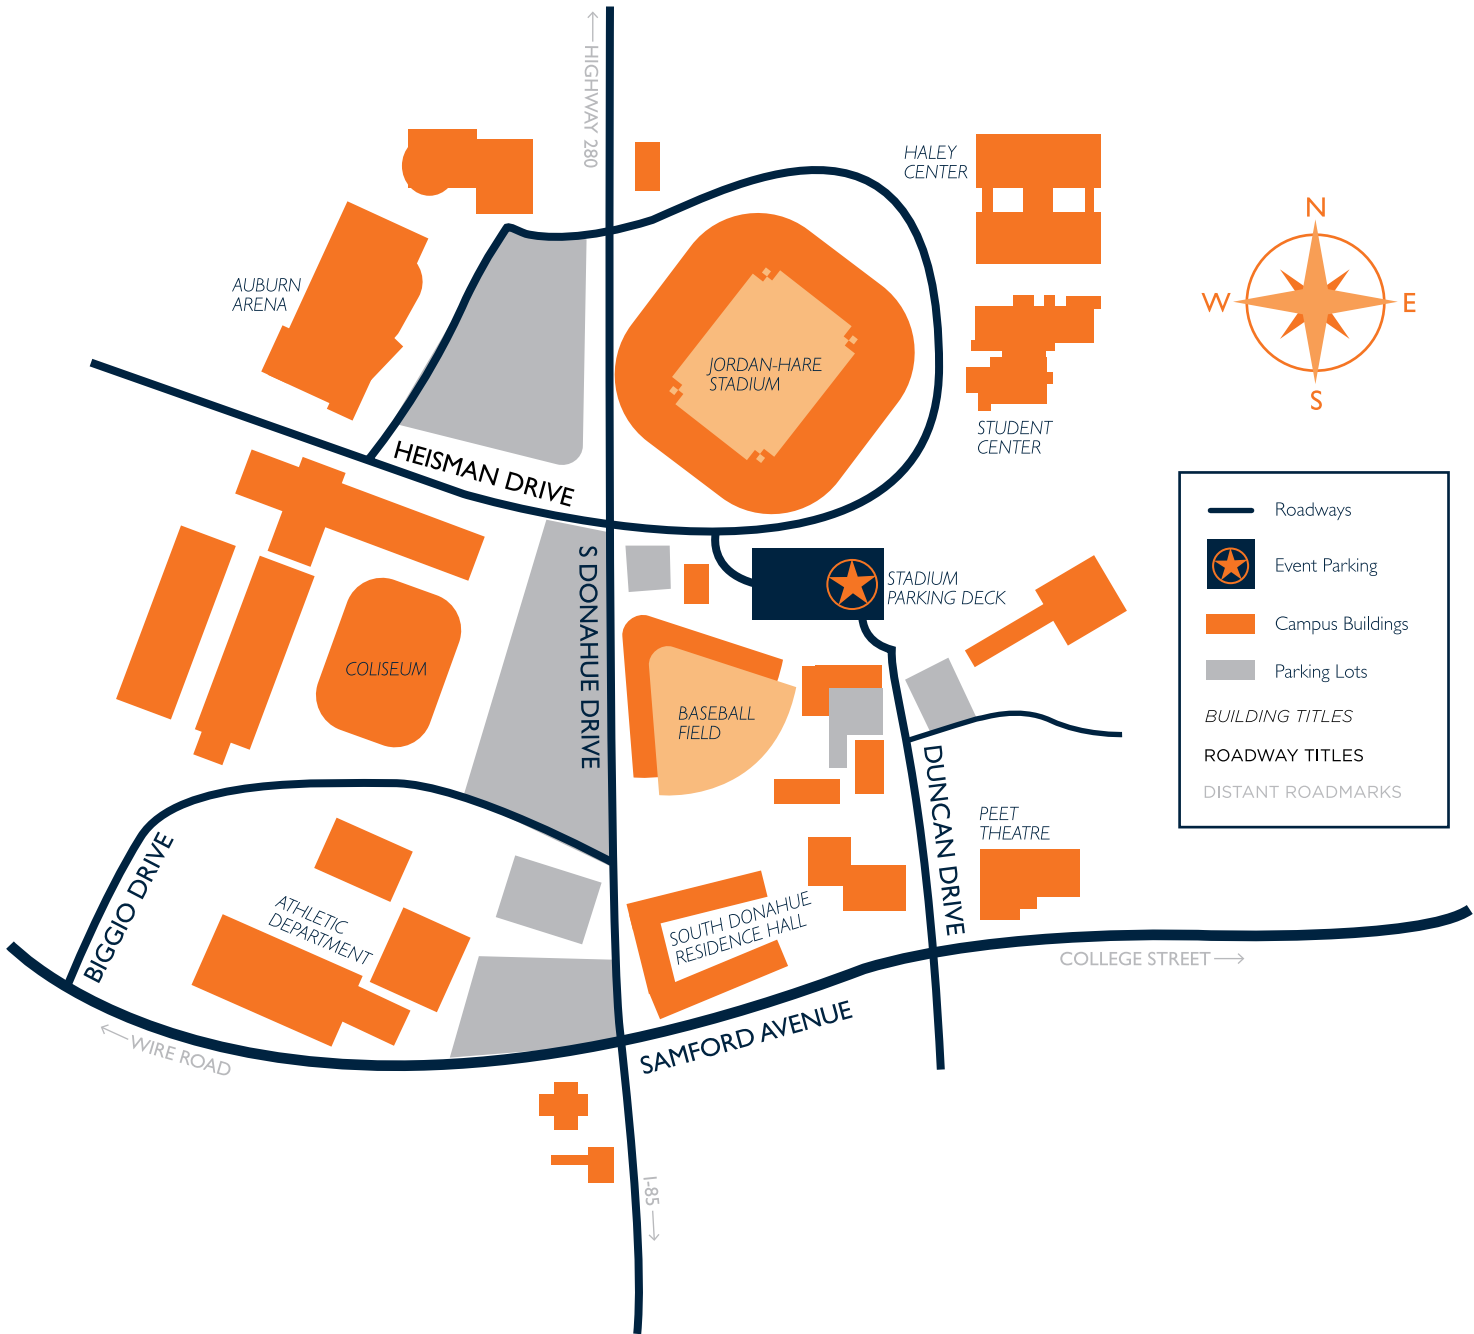 HIGHWAY 280
HALEY
CENTER
N
W
E
S
AUBURN
ARENA
JORDAN-HARE
STADIUM
STUDENT
CENTER
HEISMAN DRIVE
S DONAHUE DRIVE
STADIUM
PARKING DECK
COLISEUM
BASEBALL
FIELD
Roadways
Event Parking
Campus Buildings
Parking Lots
BUILDING TITLES
ROADWAY TITLES
DISTANT ROADMARKS
DUNCAN DRIVE
PEET
THEATRE
BIGGIO DRIVE
ATHLETIC
DEPARTMENT
SOUTH DONAHUE
RESIDENCE HALL
COLLEGE STREET
SAMFORD AVENUE
WIRE ROAD
I-85